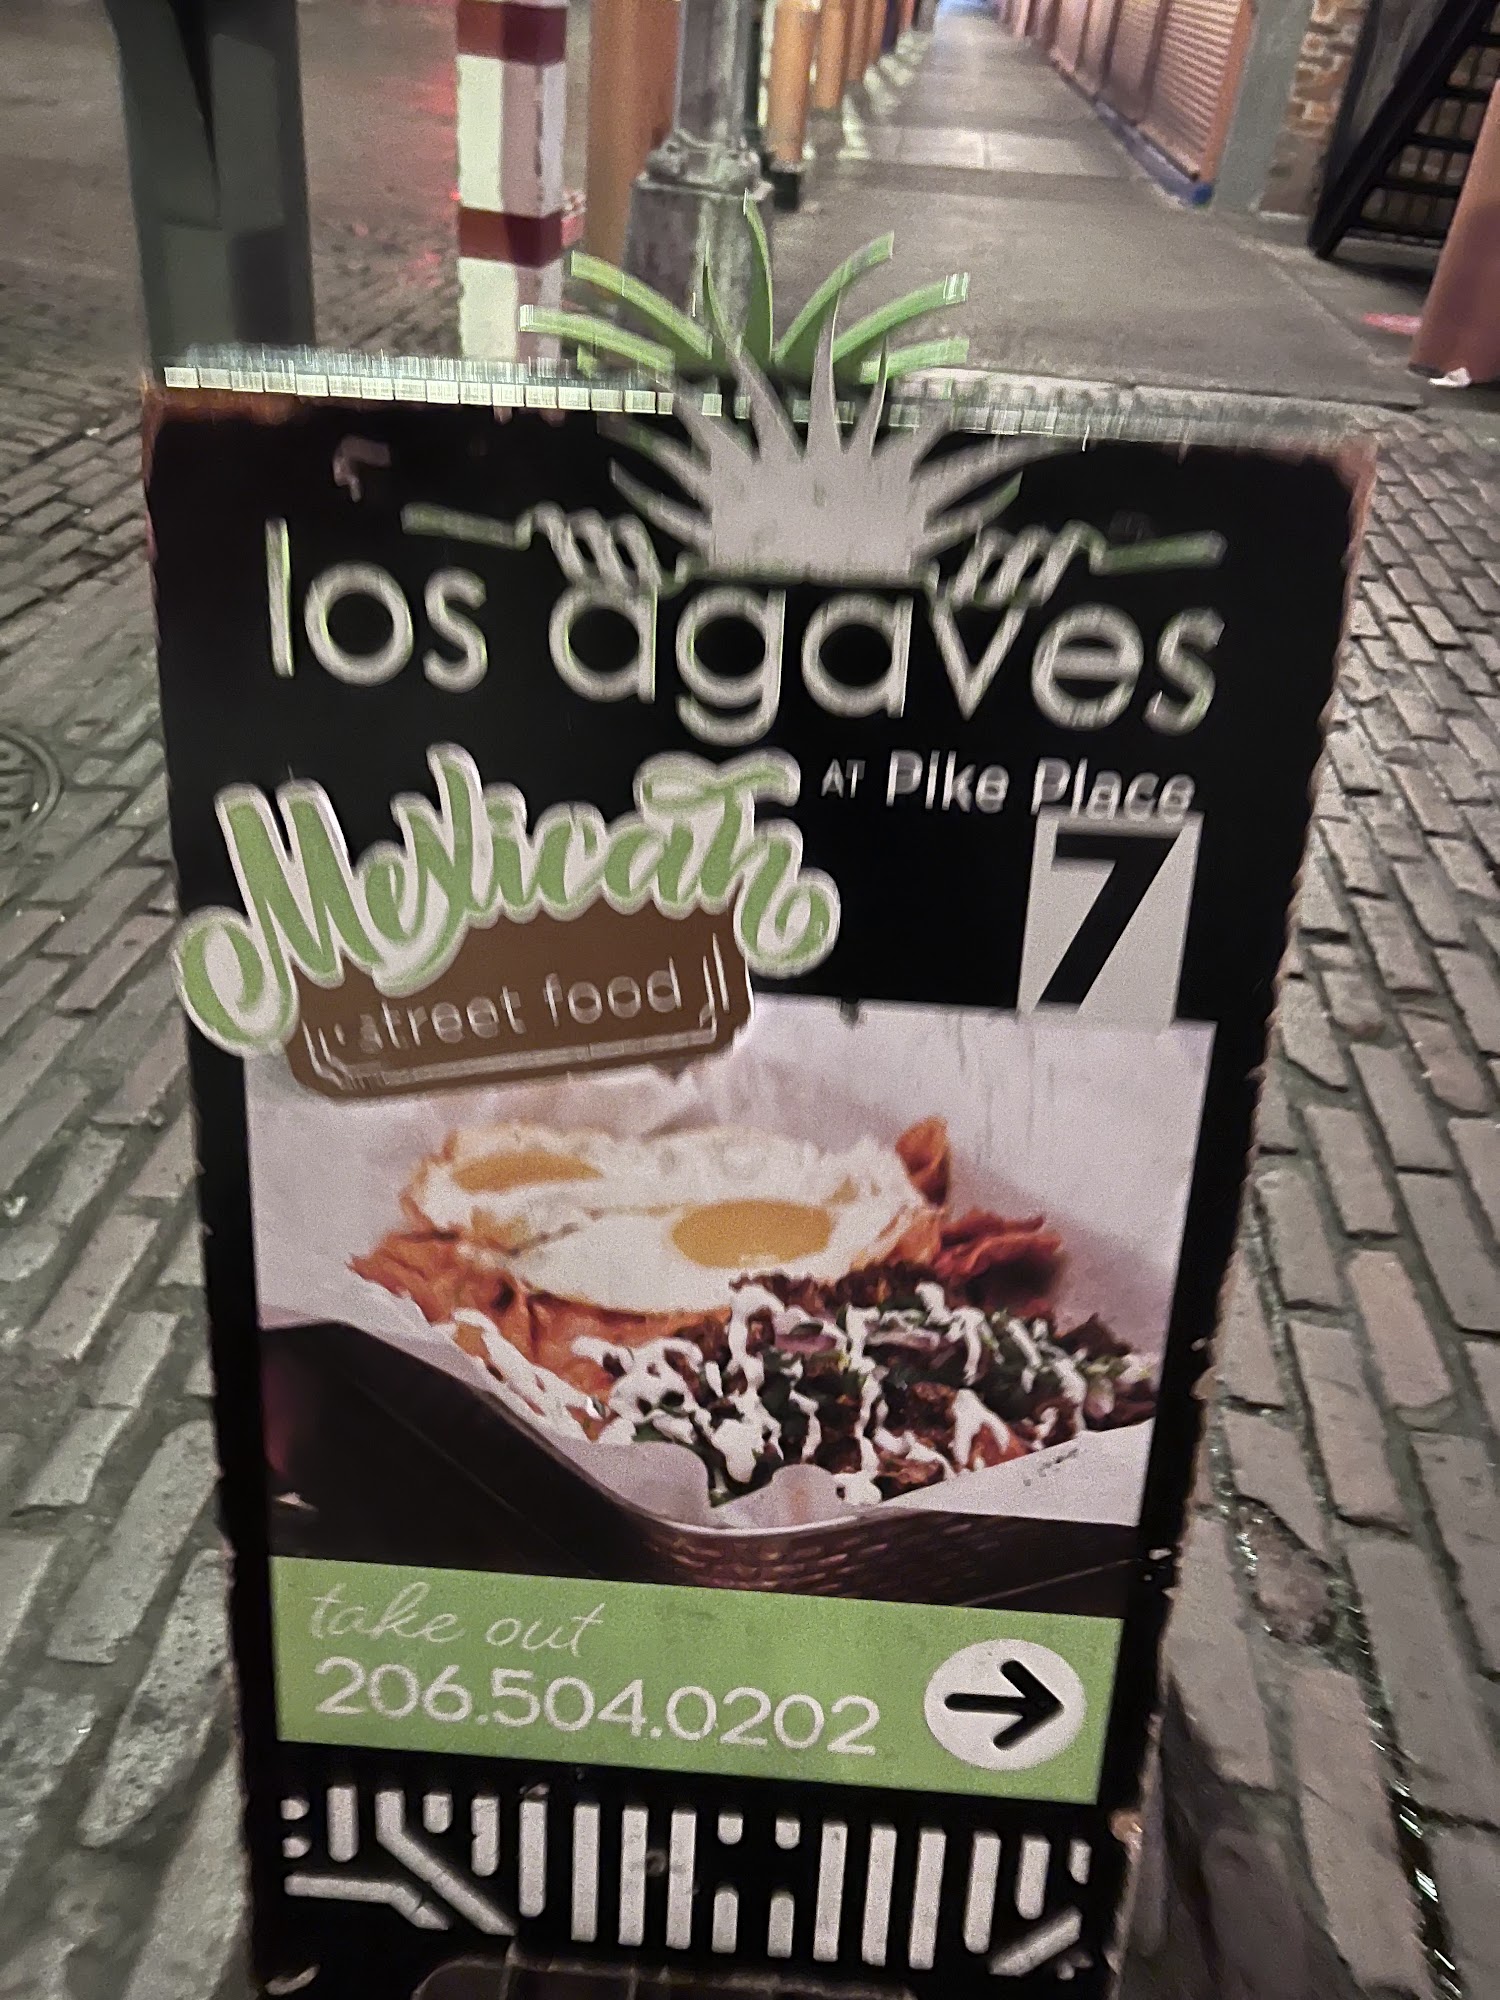 los agaves
AT Pike Place
7
Mexican
street food
take out
206.504.0202